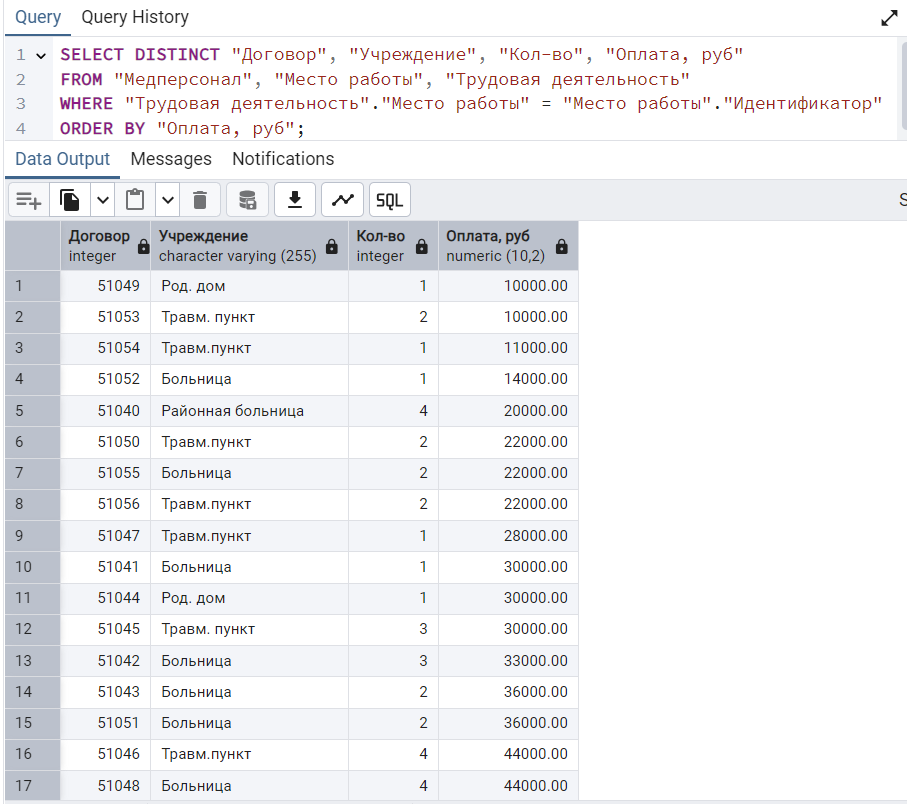 Query Query History
1 SELECT DISTINCT "Договор", "Учреждение", "Кол-во", "Оплата, руб"
2 FROM "Медперсонал", "Место работы", "Трудовая деятельность"
3 WHERE "Трудовая деятельность"."Место работы" = "Место работы"."Идентификатор"
4 ORDER BY "Оплата, руб";
Data Output Messages Notifications
SQL S
Договор Учреждение Кол-во Оплата, руб
integer character varying (255) integer numeric (10,2)
1 51049 Род. дом 1 10000.00
2 51053 Травм. пункт 2 10000.00
3 51054 Травм.пункт 1 11000.00
4 51052 Больница 1 14000.00
5 51040 Районная больница 4 20000.00
6 51050 Травм.пункт 2 22000.00
7 51055 Больница 2 22000.00
8 51056 Травм.пункт 2 22000.00
9 51047 Травм.пункт 1 28000.00
10 51041 Больница 1 30000.00
11 51044 Род. дом 1 30000.00
12 51045 Травм. пункт 3 30000.00
13 51042 Больница 3 33000.00
14 51043 Больница 2 36000.00
15 51051 Больница 2 36000.00
16 51046 Травм.пункт 4 44000.00
17 51048 Больница 4 44000.00